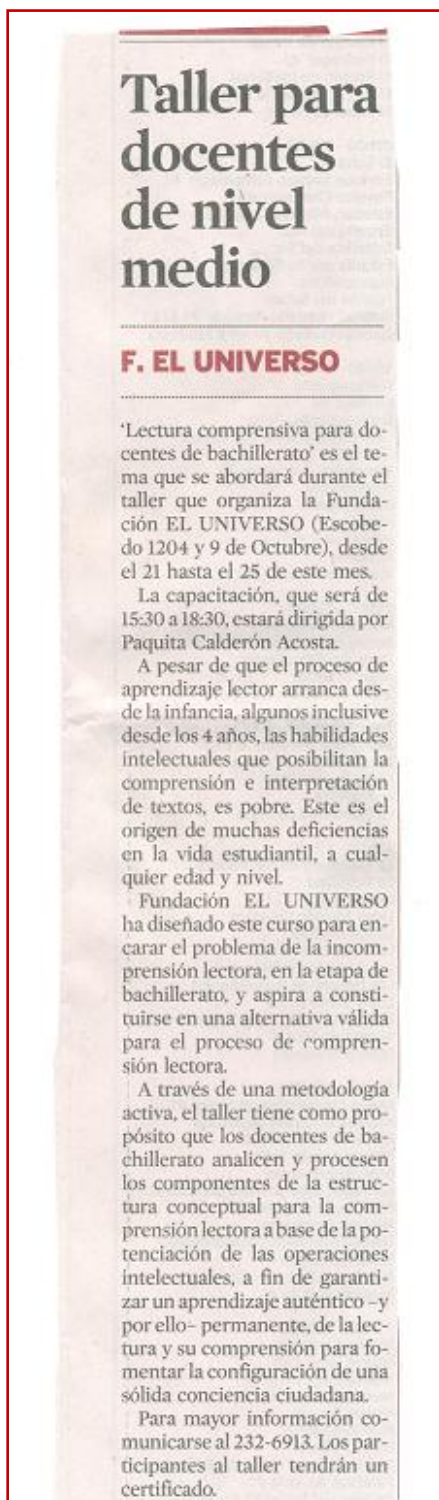 Taller para
docentes
de nivel
medio
F. EL UNIVERSO
'Lectura comprensiva para do-
centes de bachillerato' es el te-
ma que se abordará durante el
taller que organiza la Funda-
ción EL UNIVERSO (Escobe-
do 1204 y 9 de Octubre), desde
el 21 hasta el 25 de este mes.
La capacitación, que será de
15:30 a 18:30, estará dirigida por
Paquita Calderón Acosta.
A pesar de que el proceso de
aprendizaje lector arranca des-
de la infancia, algunos inclusive
desde los 4 años, las habilidades
intelectuales que posibilitan la
comprensión e interpretación
de textos, es pobre. Este es el
origen de muchas deficiencias
en la vida estudiantil, a cual-
quier edad y nivel.
Fundación EL UNIVERSO
ha diseñado este curso para en-
carar el problema de la incom-
prensión lectora, en la etapa de
bachillerato, y aspira a consti-
tuirse en una alternativa válida
para el proceso de compren-
sión lectora.
A través de una metodología
activa, el taller tiene como pro-
pósito que los docentes de ba-
chillerato analicen y procesen
los componentes de la estruc-
tura conceptual para la com-
prensión lectora a base de la po-
tenciación de las operaciones
intelectuales, a fin de garanti-
zar un aprendizaje auténtico –y
por ello– permanente, de la lec-
tura y su comprensión para fo-
mentar la configuración de una
sólida conciencia ciudadana.
Para mayor información co-
municarse al 232-6913. Los par-
ticipantes al taller tendrán un
certificado.